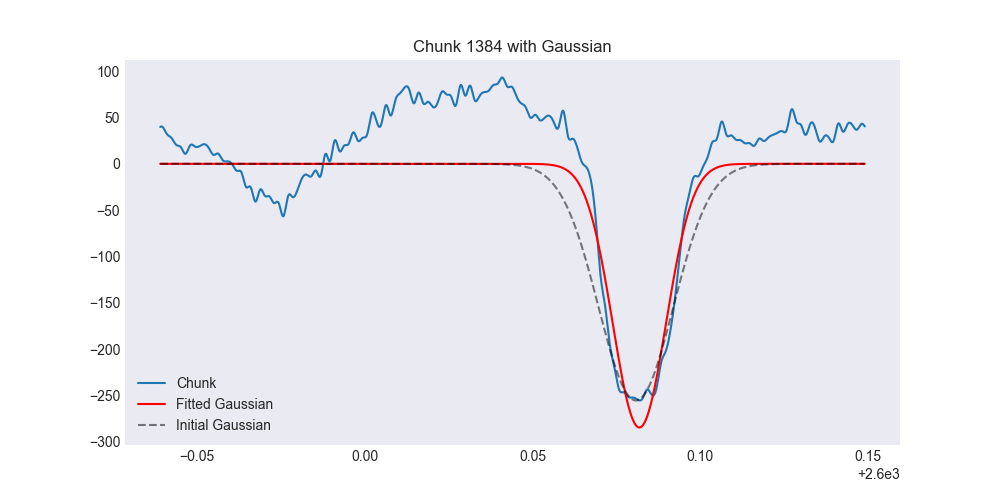 Chunk 1384 with Gaussian
100
50
0
−50
−100
−150
−200
−250
−300
Chunk
Fitted Gaussian
Initial Gaussian
−0.05
0.00
0.05
0.10
0.15
+2.6e3